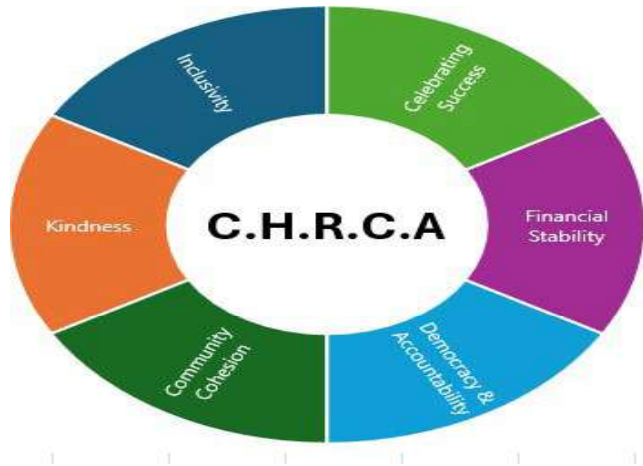 Inclusivity
Celebrating
Success
Kindness
C.H.R.C.A
Financial
Stability
Community
Cohesion
Democracy &
Accountability